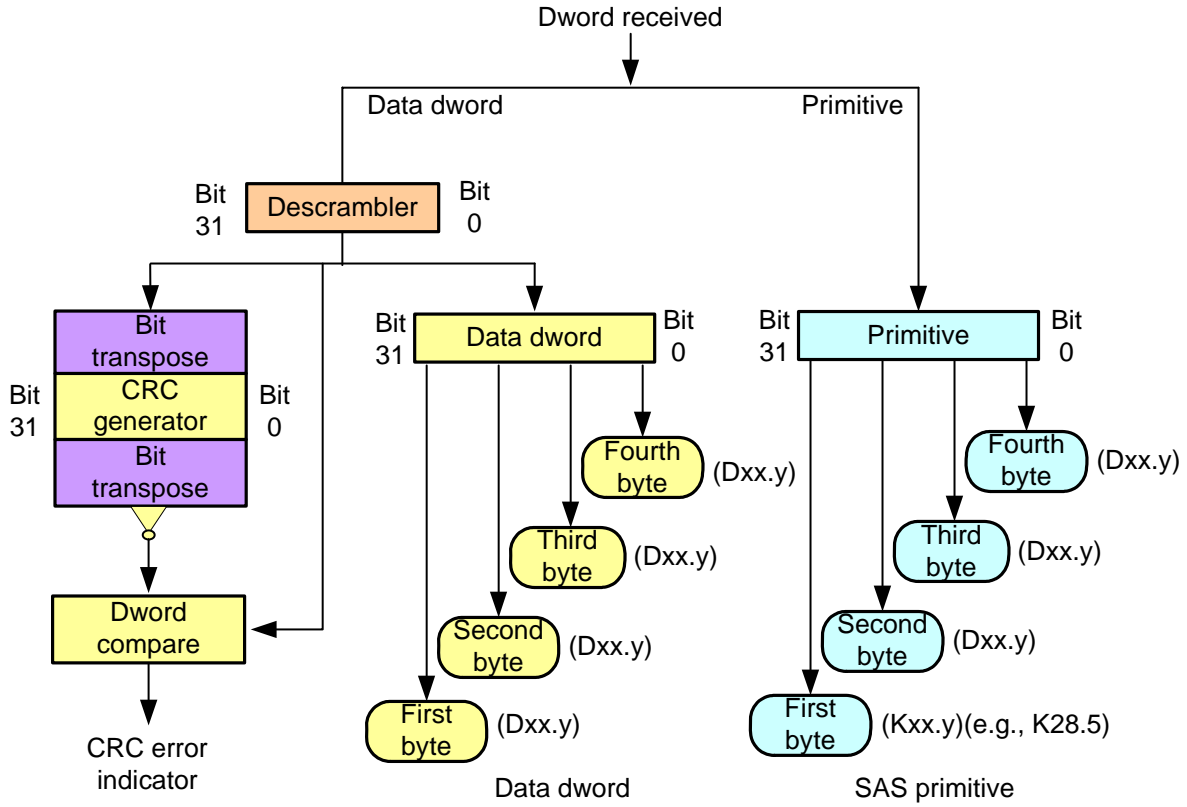 Dword received
Data dword
Primitive
Bit
31
Descrambler
Bit
0
Bit
transpose
Bit
31
CRC
generator
Bit
0
Bit
transpose
Dword
compare
CRC error
indicator
Bit
31
Data dword
Bit
0
Fourth
byte
(Dxx.y)
Third
byte
(Dxx.y)
Second
byte
(Dxx.y)
First
byte
(Dxx.y)
Data dword
Bit
31
Primitive
Bit
0
Fourth
byte
(Dxx.y)
Third
byte
(Dxx.y)
Second
byte
(Dxx.y)
First
byte
(Kxx.y)(e.g., K28.5)
SAS primitive